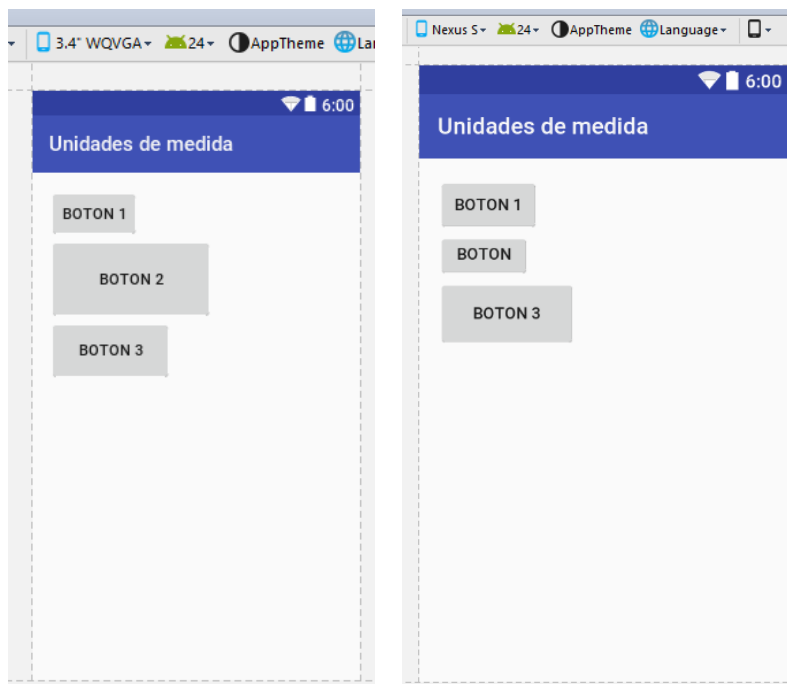 3.4" WQVGA 24 AppTheme La
6:00
Unidades de medida
BOTON 1
BOTON 2
BOTON 3
Nexus S 24 AppTheme Language
6:00
Unidades de medida
BOTON 1
BOTON
BOTON 3